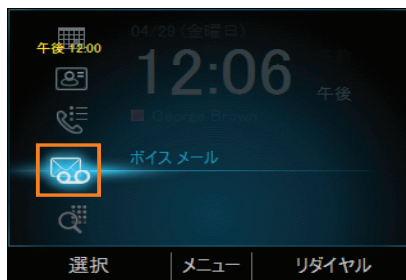 04/29 (金曜日)
午後 12:00
12:06 午後
George Brown
ボイス メール
選択 メニュー リダイヤル